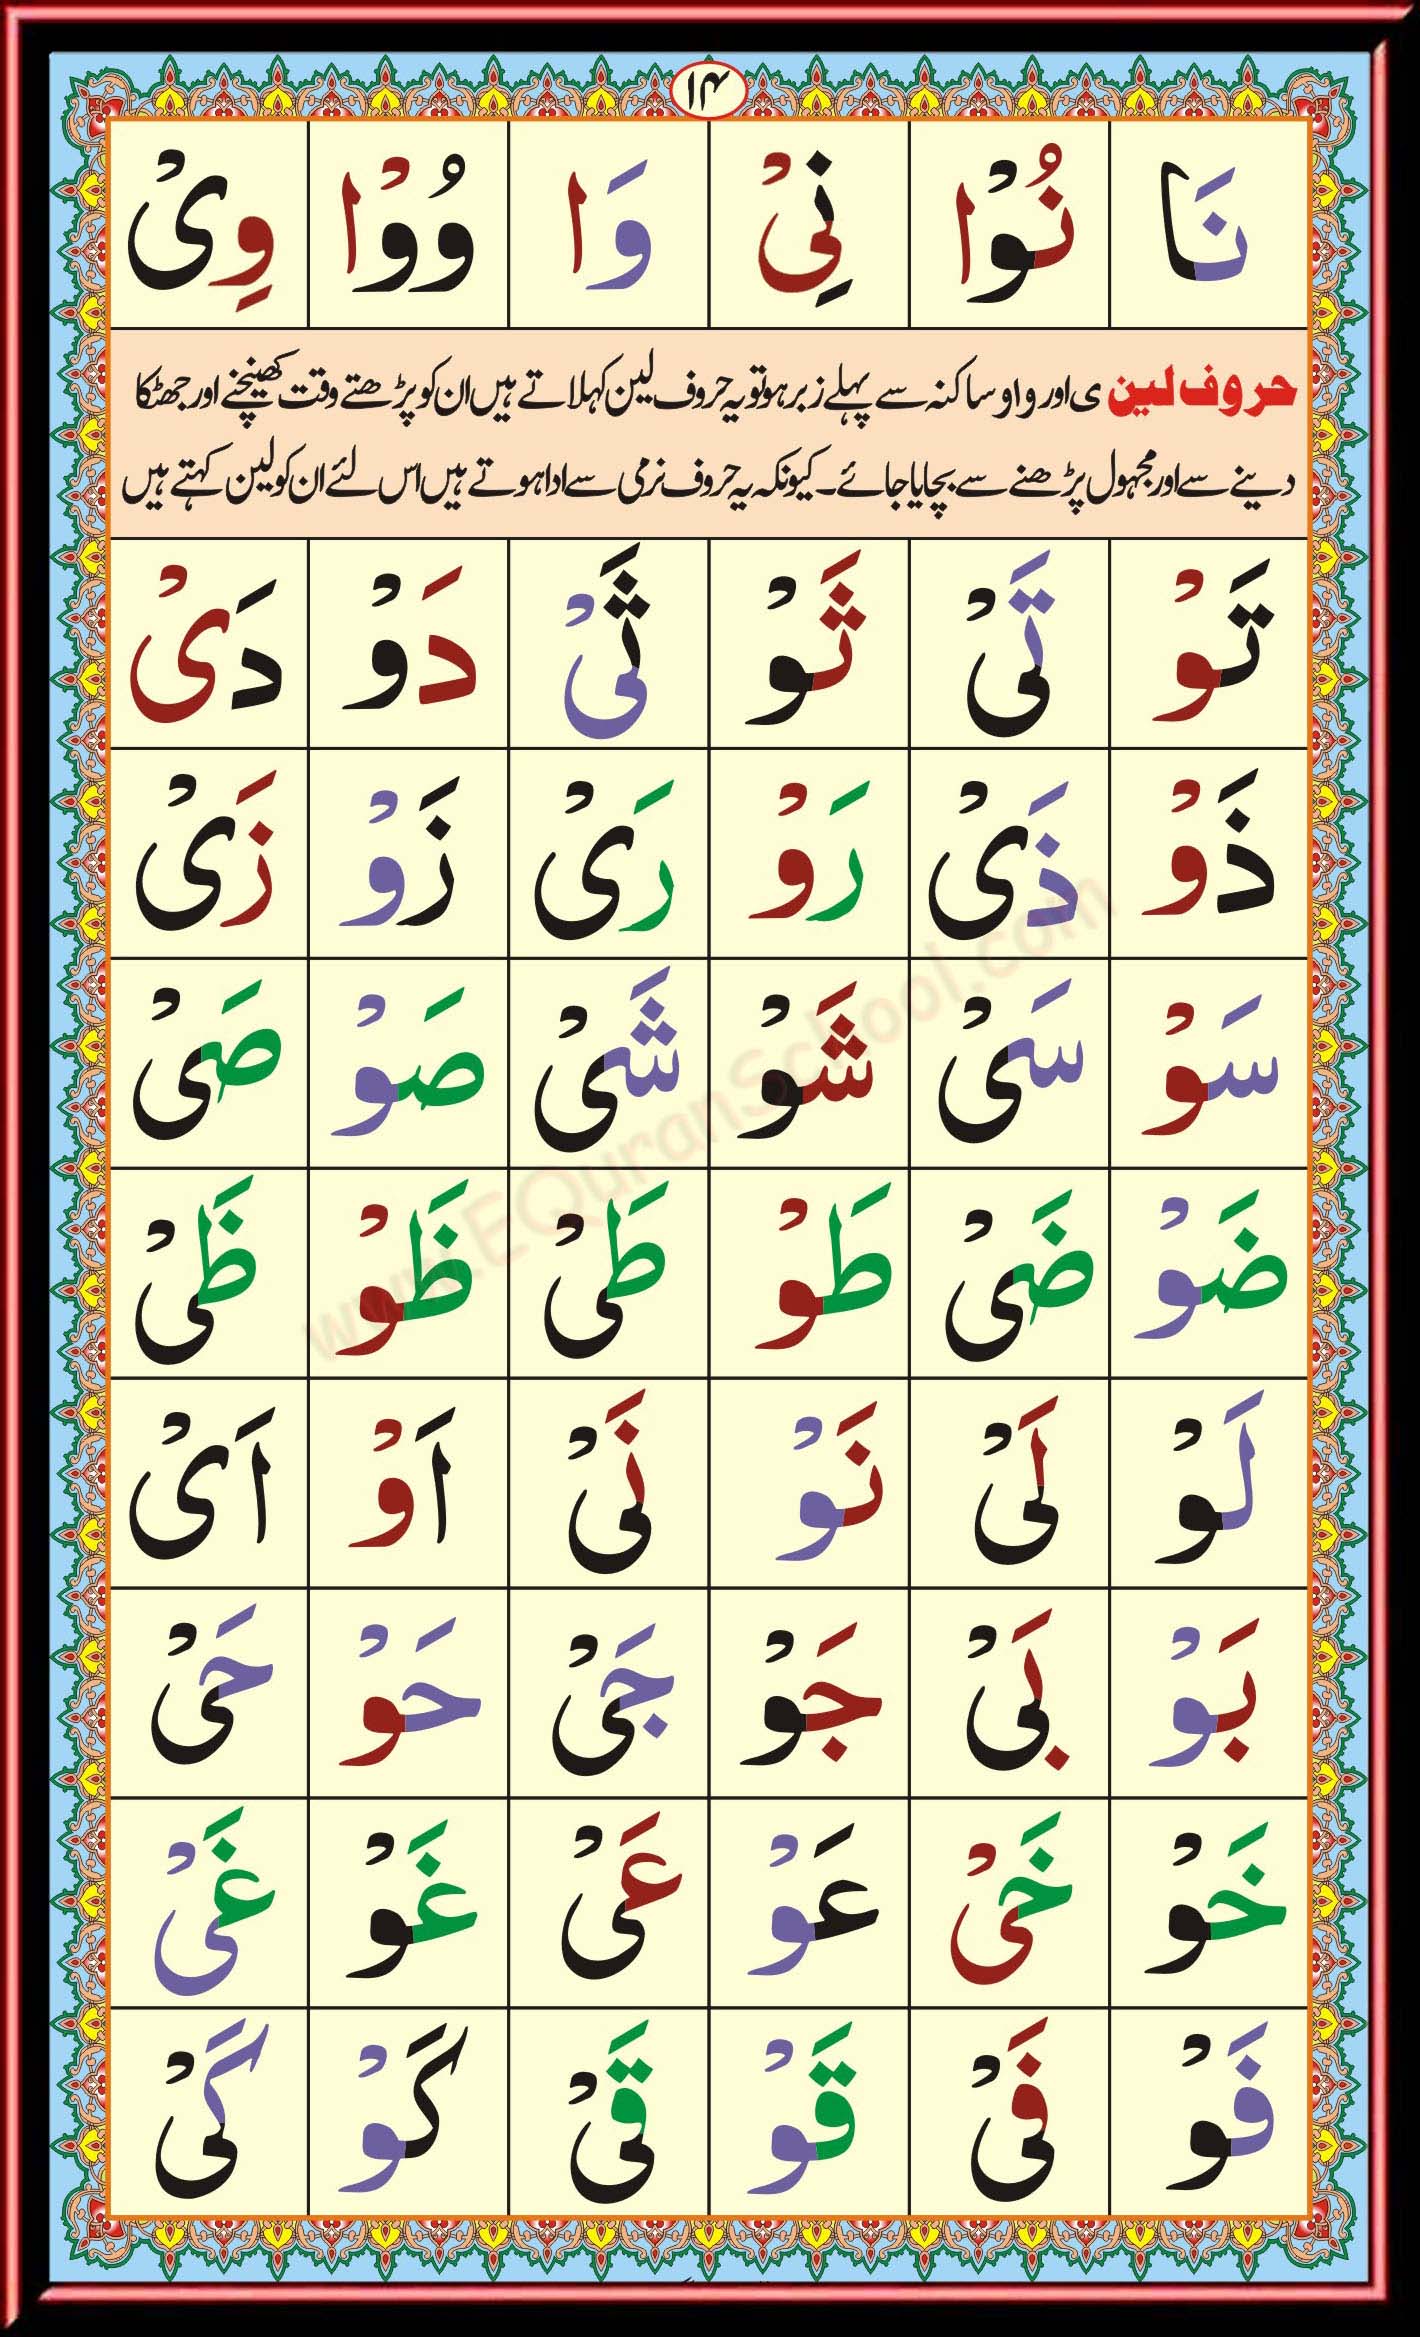 ۱۴
نَا نُوْا نِیْ وَا وُوْا وِیْ
حروف لین ی اور و او ساکنہ سے پہلے زبر ہو تو یہ حروف لین کہلاتے ہیں ان کو پڑھتے وقت کھینچنے اور جھٹکا
دینے سے اور مجہول پڑھنے سے بچایا جائے۔ کیونکہ یہ حروف نرمی سے ادا ہوتے ہیں اس لئے ان کو لین کہتے ہیں
تَوْ تَیْ ثَوْ ثَیْ دَوْ دَیْ
ذَوْ ذَیْ رَوْ رَیْ زَوْ زَیْ
سَوْ سَیْ شَوْ شَیْ صَوْ صَیْ
ضَوْ ضَیْ طَوْ طَیْ ظَوْ ظَیْ
لَوْ لَیْ نَوْ نَیْ اَوْ اَیْ
بَوْ بَیْ جَوْ جَیْ حَوْ حَیْ
خَوْ خَیْ عَوْ عَیْ غَوْ غَیْ
فَوْ فَیْ قَوْ قَیْ کَوْ کَیْ
www.EQuranSchool.com